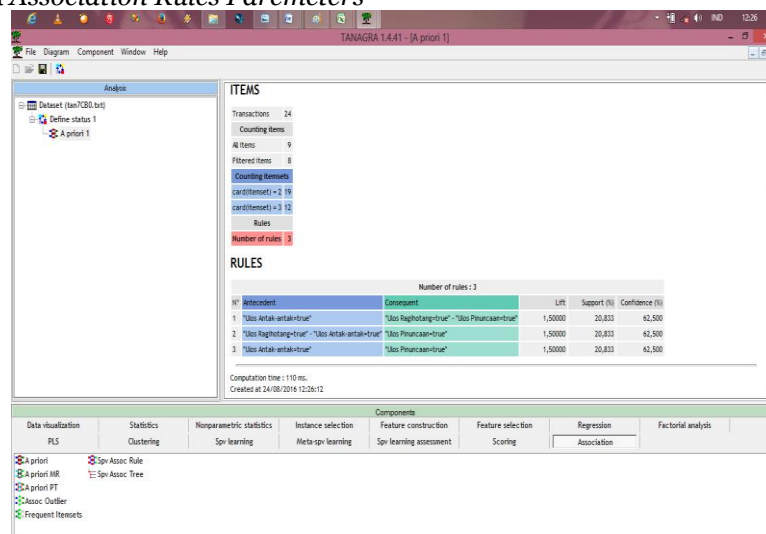 Association Rules Paremeters
IND 12:26
TANAGRA 1.4.41 - [A priori 1]
File Diagram Component Window Help
Analysis
Dataset (tan7CB0.txt)
Define status 1
A priori 1
ITEMS
Transactions 24
Counting items
All items 9
Filtered items 8
Counting itemsets
card(itemset) = 2 19
card(itemset) = 3 12
Rules
Number of rules 3
RULES
Number of rules : 3
N° Antecedent Consequent Lift Support (%) Confidence (%)
1 "Ulos Antak-antak=true" "Ulos Ragihotang=true" - "Ulos Pinuncaan=true" 1,50000 20,833 62,500
2 "Ulos Ragihotang=true" - "Ulos Antak-antak=true" "Ulos Pinuncaan=true" 1,50000 20,833 62,500
3 "Ulos Antak-antak=true" "Ulos Pinuncaan=true" 1,50000 20,833 62,500
Computation time : 110 ms.
Created at 24/08/2016 12:26:12
Components
Data visualization Statistics Nonparametric statistics Instance selection Feature construction Feature selection Regression Factorial analysis
PLS Clustering Spv learning Meta-spv learning Spv learning assessment Scoring Association
A priori Spv Assoc Rule
A priori MR Spv Assoc Tree
A priori PT
Assoc Outlier
Frequent Itemsets